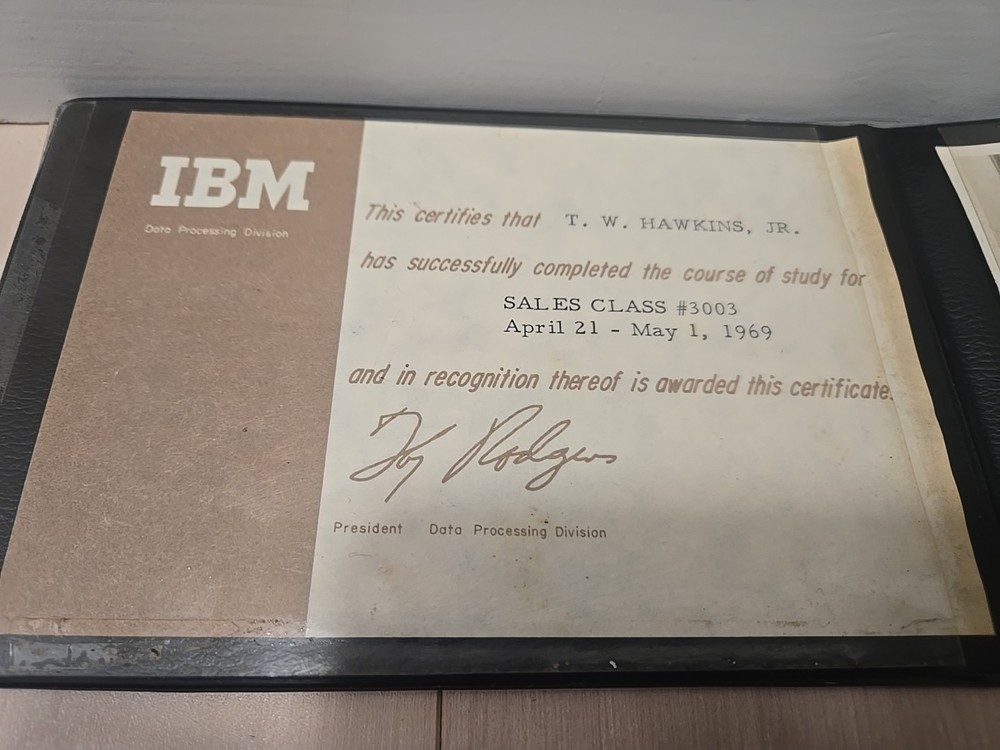 IBM
Data Processing Division
This certifies that T. W. HAWKINS, JR.
has successfully completed the course of study for
SALES CLASS #3003
April 21 - May 1, 1969
and in recognition thereof is awarded this certificate.
Rodgers
President Data Processing Division